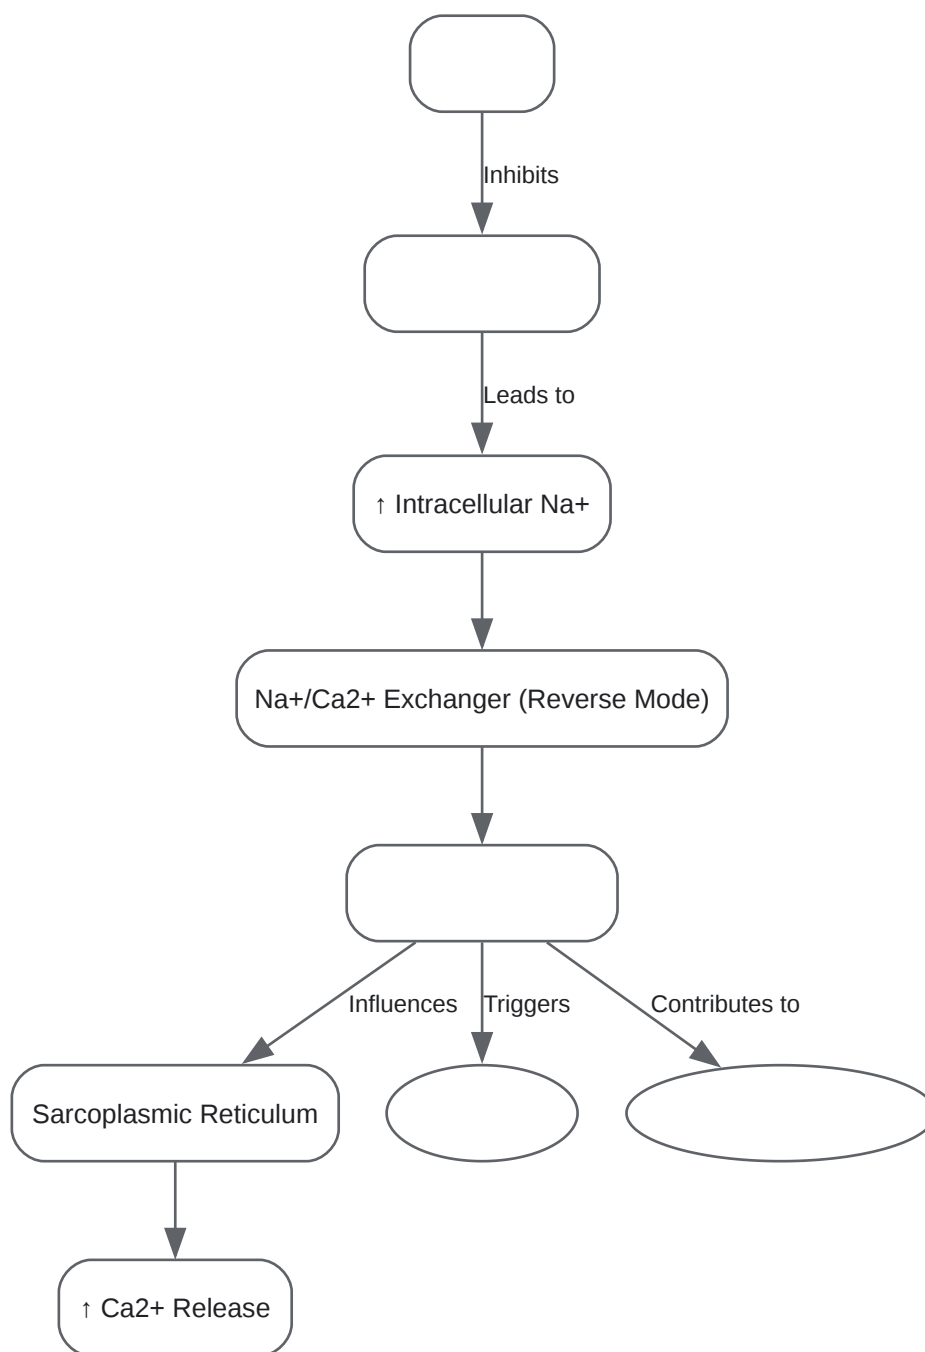 Inhibits
Leads to
↑ Intracellular Na+
Na+/Ca2+ Exchanger (Reverse Mode)
Influences
Triggers
Contributes to
Sarcoplasmic Reticulum
↑ Ca2+ Release